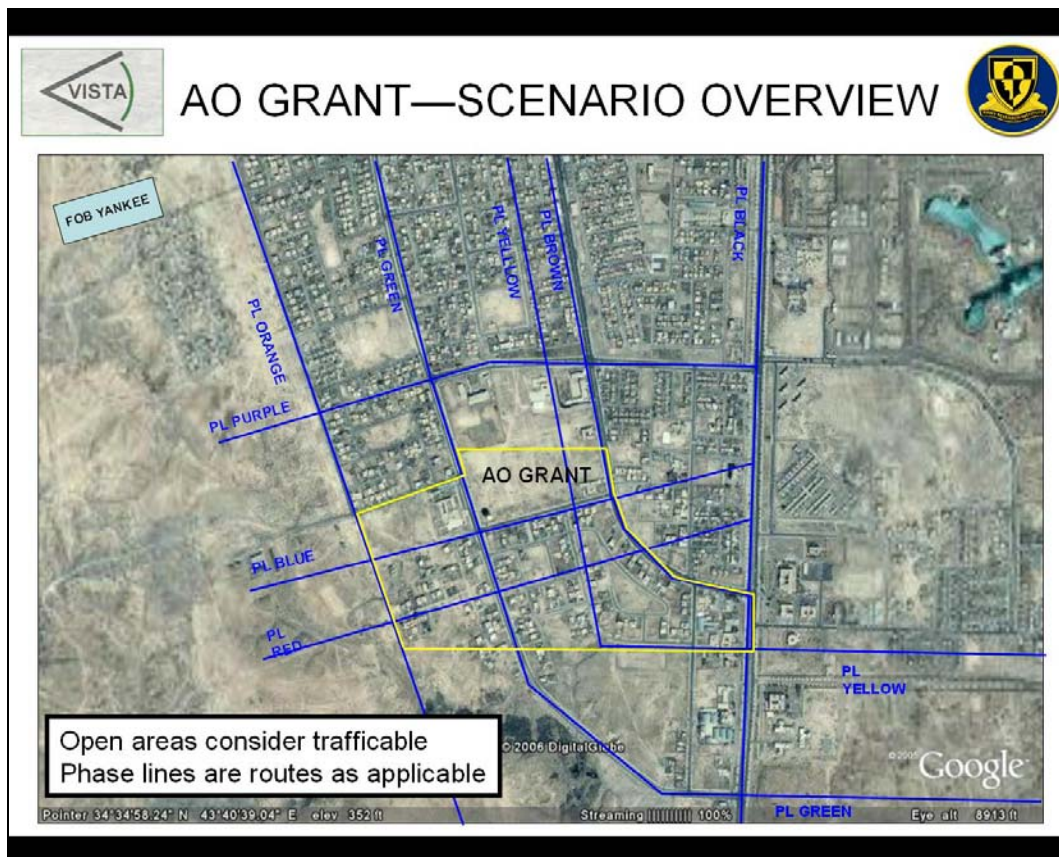 VISTA
AO GRANT—SCENARIO OVERVIEW
FOB YANKEE
PL ORANGE
PL GREEN
PL YELLLOW
PL BROWN
PL BLACK
PL PURPLE
AO GRANT
PL BLUE
PL
RED
PL
YELLOW
Open areas consider trafficable
Phase lines are routes as applicable
© 2006 DigitalGlobe
©2005 Google™
PL GREEN
Pointer 34°34'58.24" N 43°40'39.04" E elev 352 ft
Streaming |||||||||| 100%
Eye alt 8913 ft